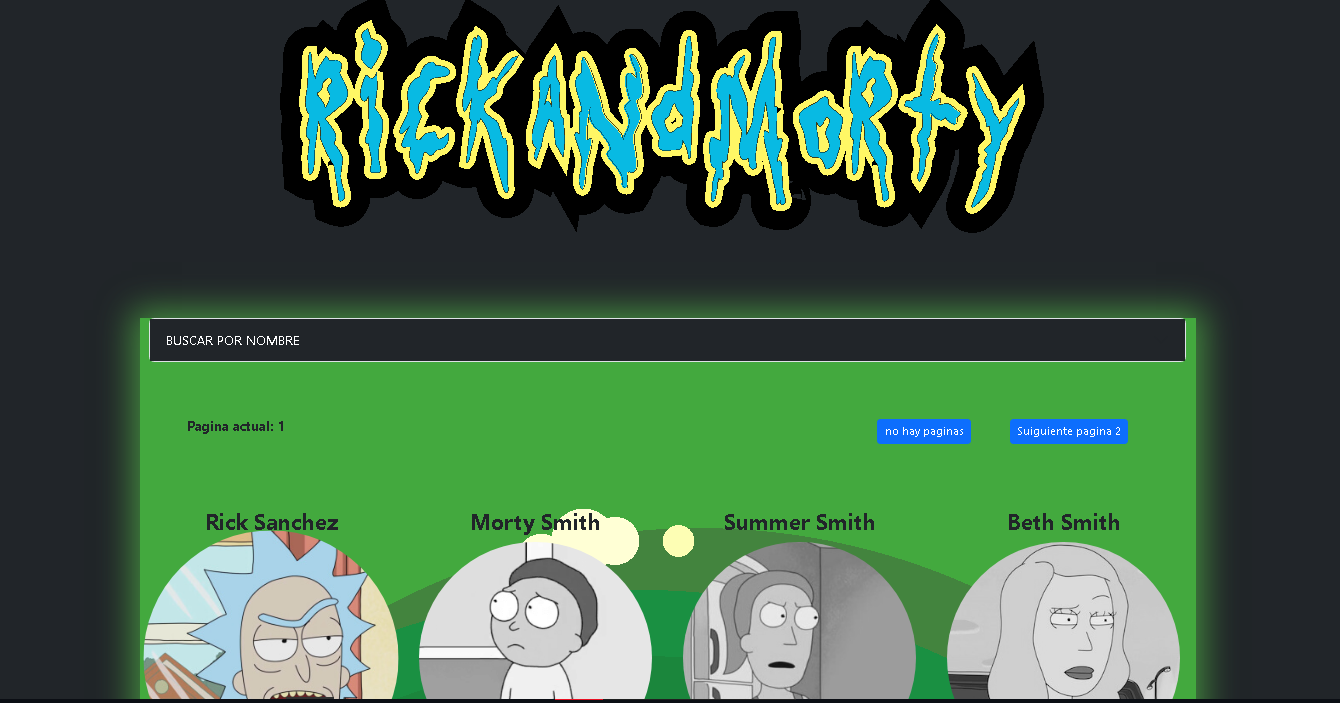 RickANdMoRty
BUSCAR POR NOMBRE
Pagina actual: 1
no hay paginas
Suiguiente pagina 2
Rick Sanchez
Morty Smith
Summer Smith
Beth Smith